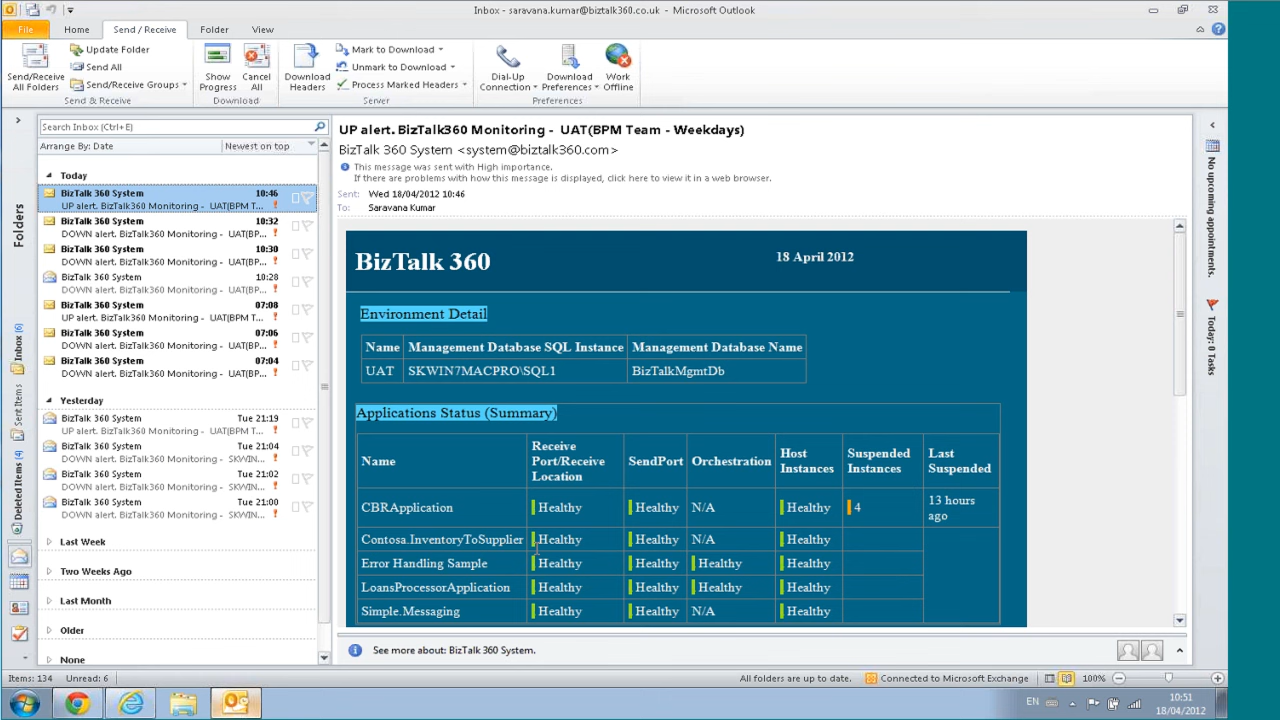 Inbox - saravana.kumar@biztalk360.co.uk - Microsoft Outlook
File Home Send / Receive Folder View
Send/Receive All Folders
Update Folder
Send All
Send/Receive Groups
Send & Receive
Show Progress
Cancel All
Download
Download Headers
Mark to Download
Unmark to Download
Process Marked Headers
Server
Dial-Up Connection
Download Preferences
Work Offline
Preferences
Search Inbox (Ctrl+E)
Arrange By: Date Newest on top
Today
BizTalk 360 System 10:46
UP alert. BizTalk360 Monitoring - UAT(BPM T...
BizTalk 360 System 10:32
DOWN alert. BizTalk360 Monitoring - UAT(BP...
BizTalk 360 System 10:30
DOWN alert. BizTalk360 Monitoring - UAT(BP...
BizTalk 360 System 10:28
DOWN alert. BizTalk360 Monitoring - UAT(BP...
BizTalk 360 System 07:08
UP alert. BizTalk360 Monitoring - UAT(BPM T...
BizTalk 360 System 07:06
DOWN alert. BizTalk360 Monitoring - UAT(BP...
BizTalk 360 System 07:04
DOWN alert. BizTalk360 Monitoring - UAT(BP...
Yesterday
BizTalk 360 System Tue 21:19
UP alert. BizTalk360 Monitoring - UAT(BPM T...
BizTalk 360 System Tue 21:04
DOWN alert. BizTalk360 Monitoring - SKWIN...
BizTalk 360 System Tue 21:02
DOWN alert. BizTalk360 Monitoring - SKWIN...
BizTalk 360 System Tue 21:00
DOWN alert. BizTalk360 Monitoring - SKWIN...
Last Week
Two Weeks Ago
Last Month
Older
None
Folders
Inbox (6)
Sent Items
Deleted Items (4)
UP alert. BizTalk360 Monitoring - UAT(BPM Team - Weekdays)
BizTalk 360 System <system@biztalk360.com>
This message was sent with High importance.
If there are problems with how this message is displayed, click here to view it in a web browser.
Sent: Wed 18/04/2012 10:46
To: Saravana Kumar
BizTalk 360 18 April 2012
Environment Detail
Name Management Database SQL Instance Management Database Name
UAT SKWIN7MACPRO\SQL1 BizTalkMgmtDb
Applications Status (Summary)
Name Receive Port/Receive Location SendPort Orchestration Host Instances Suspended Instances Last Suspended
CBRApplication Healthy Healthy N/A Healthy 4 13 hours ago
Contosa.InventoryToSupplier Healthy Healthy N/A Healthy
Error Handling Sample Healthy Healthy Healthy Healthy
LoansProcessorApplication Healthy Healthy Healthy Healthy
Simple.Messaging Healthy Healthy N/A Healthy
See more about: BizTalk 360 System.
No upcoming appointments.
Today: 0 Tasks
Items: 134 Unread: 6 All folders are up to date. Connected to Microsoft Exchange 100%
EN 10:51
18/04/2012